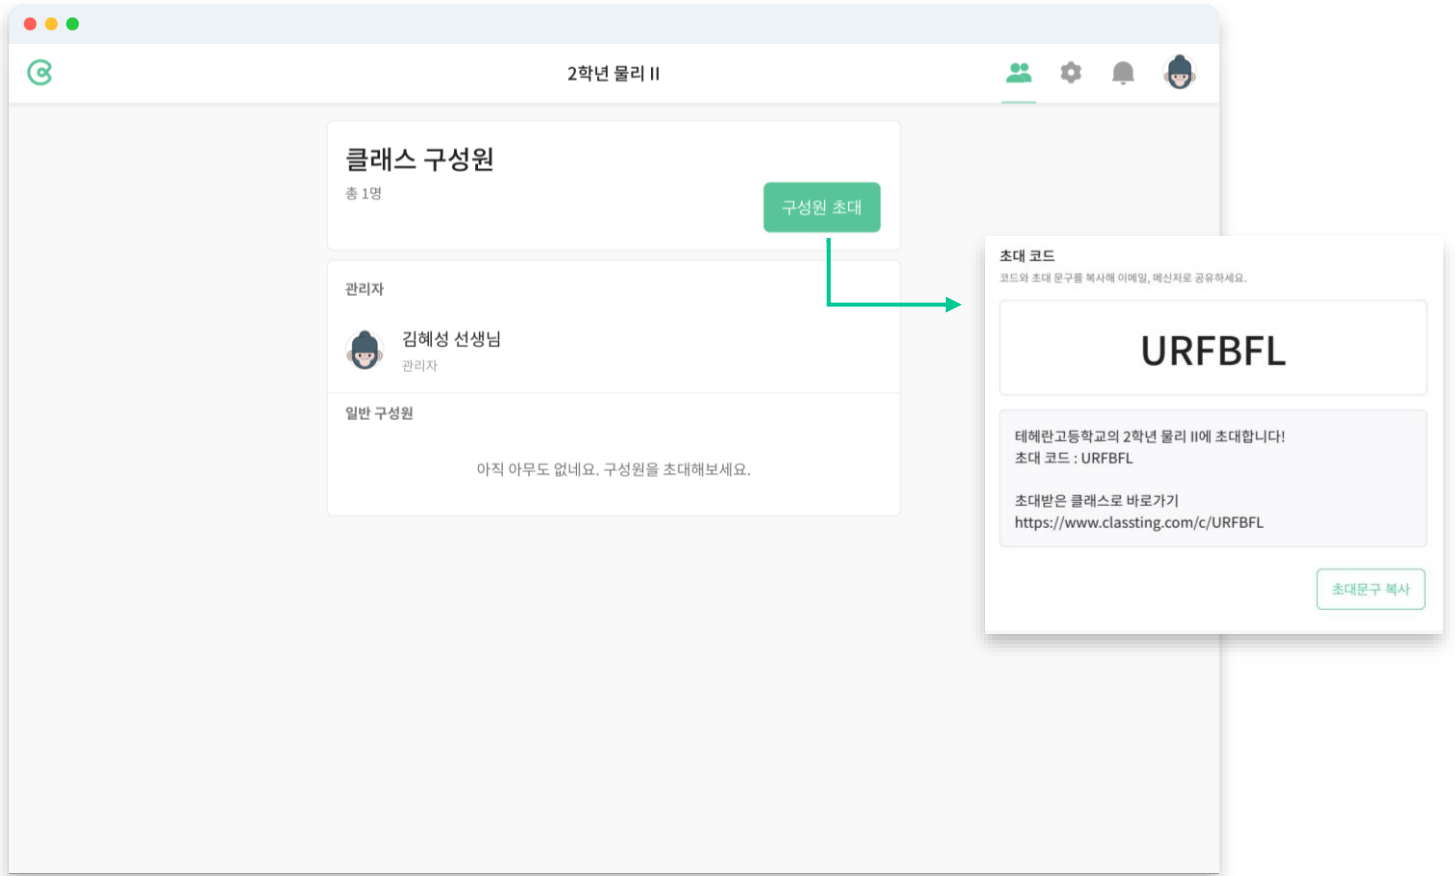 2학년 물리 II
클래스 구성원
총 1명
구성원 초대
관리자
김혜성 선생님
관리자
일반 구성원
아직 아무도 없네요. 구성원을 초대해보세요.
초대 코드
코드와 초대 문구를 복사해 이메일, 메신저로 공유하세요.
URFBFL
테헤란고등학교의 2학년 물리 II에 초대합니다!
초대 코드 : URFBFL
초대받은 클래스로 바로가기
https://www.classting.com/c/URFBFL
초대문구 복사